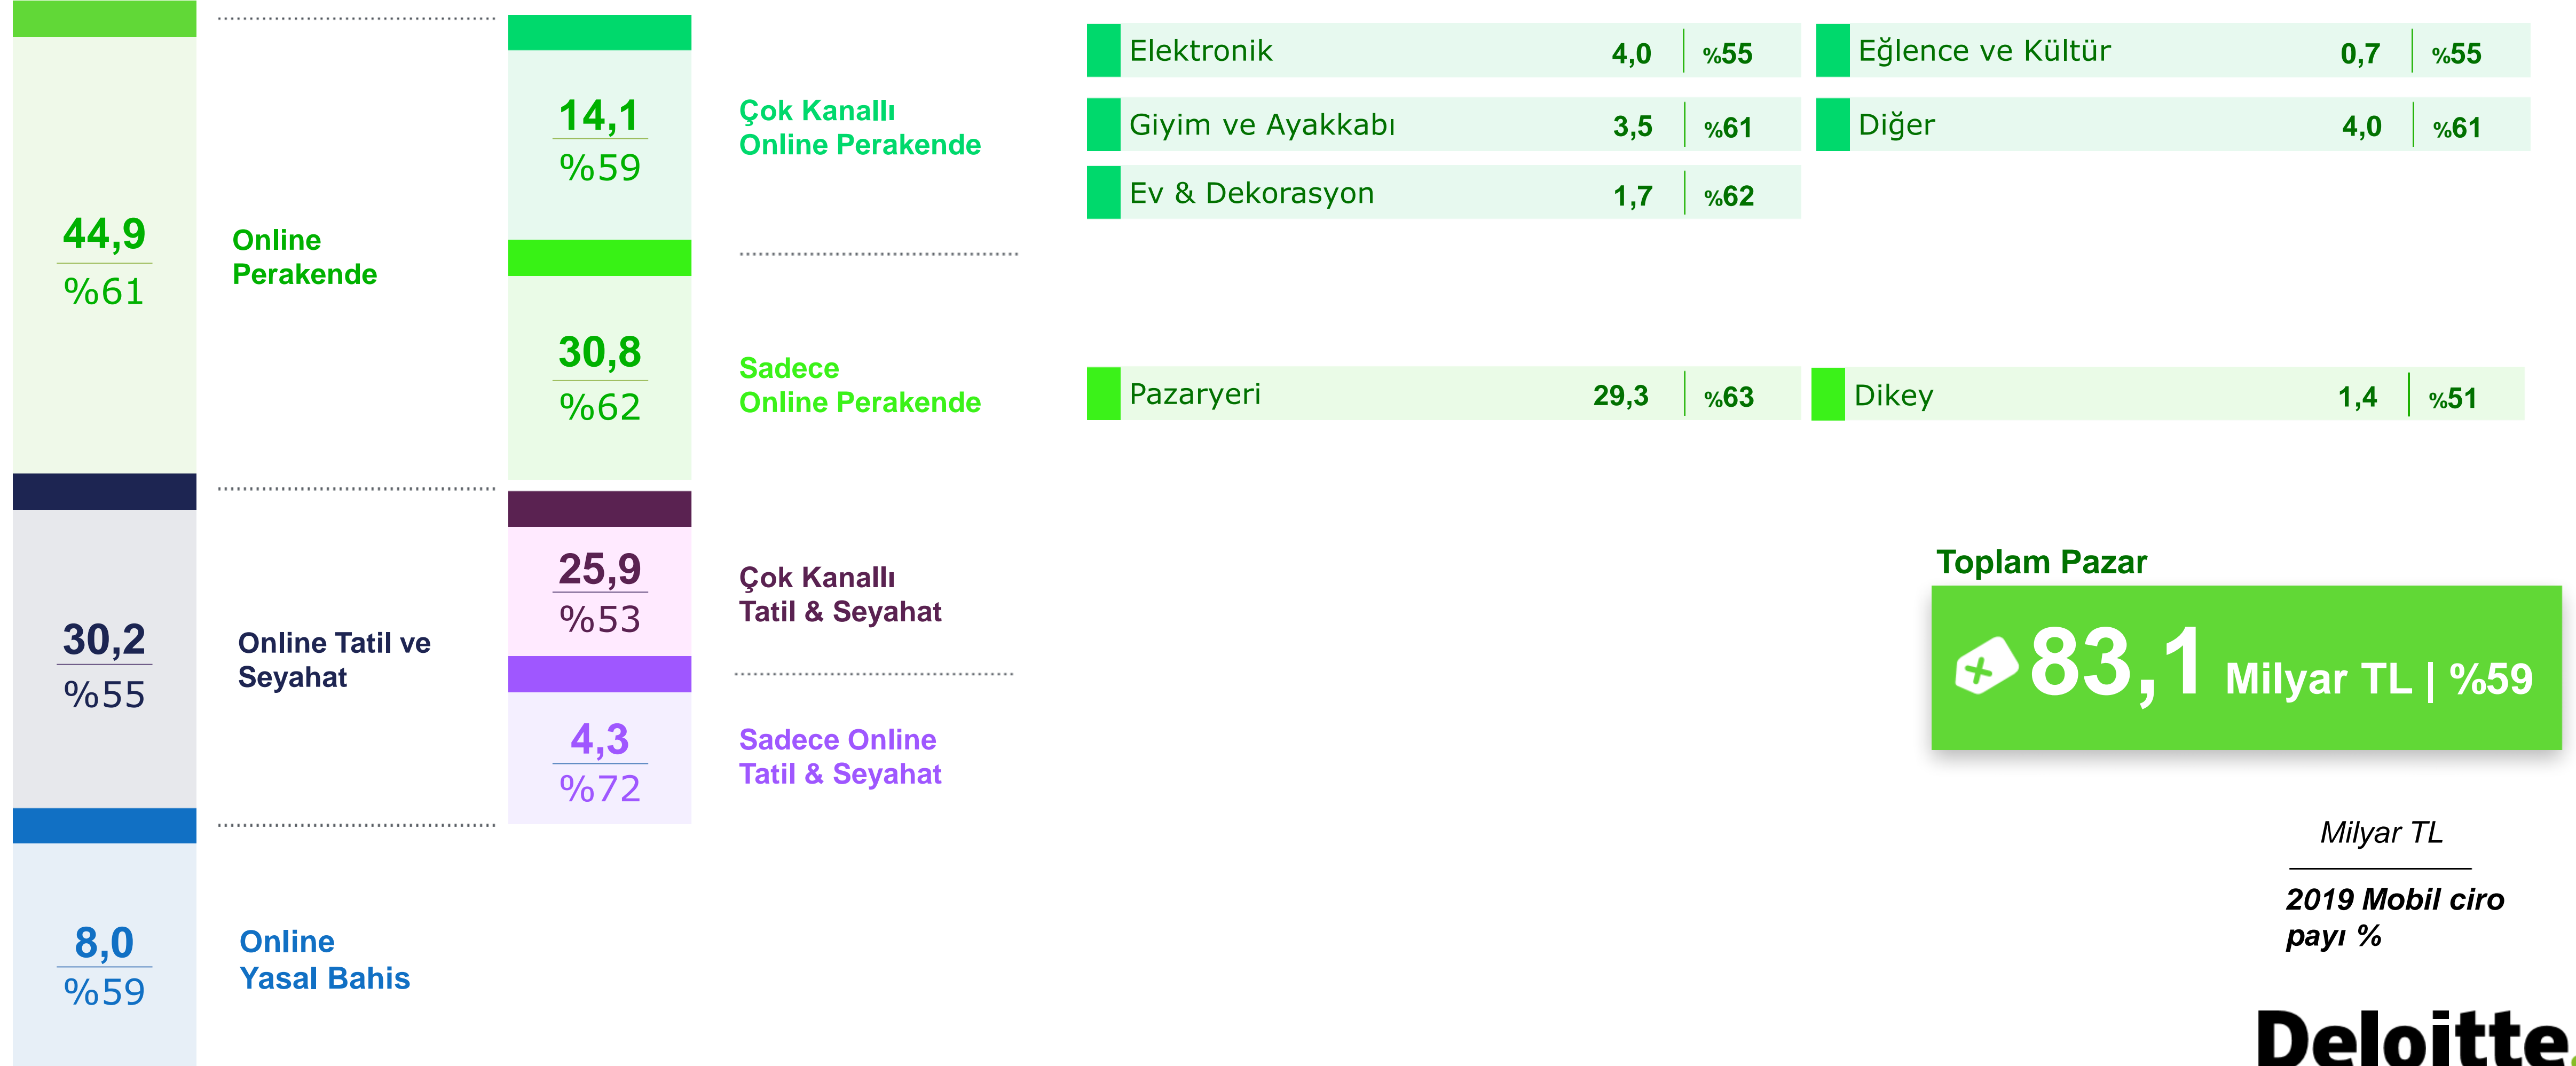 44,9
%61
Online
Perakende
14,1
%59
Çok Kanallı
Online Perakende
Elektronik 4,0 %55
Eğlence ve Kültür 0,7 %55
Giyim ve Ayakkabı 3,5 %61
Diğer 4,0 %61
Ev & Dekorasyon 1,7 %62
30,8
%62
Sadece
Online Perakende
Pazaryeri 29,3 %63
Dikey 1,4 %51
30,2
%55
Online Tatil ve
Seyahat
25,9
%53
Çok Kanallı
Tatil & Seyahat
4,3
%72
Sadece Online
Tatil & Seyahat
8,0
%59
Online
Yasal Bahis
Toplam Pazar
83,1 Milyar TL | %59
Milyar TL
2019 Mobil ciro
payı %
Deloitte.